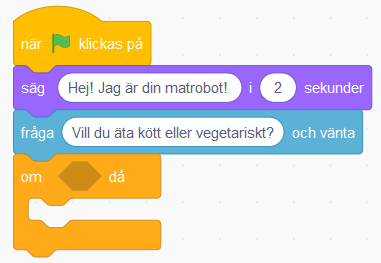 när klickas på
säg Hej! Jag är din matrobot! i 2 sekunder
fråga Vill du äta kött eller vegetariskt? och vänta
om då